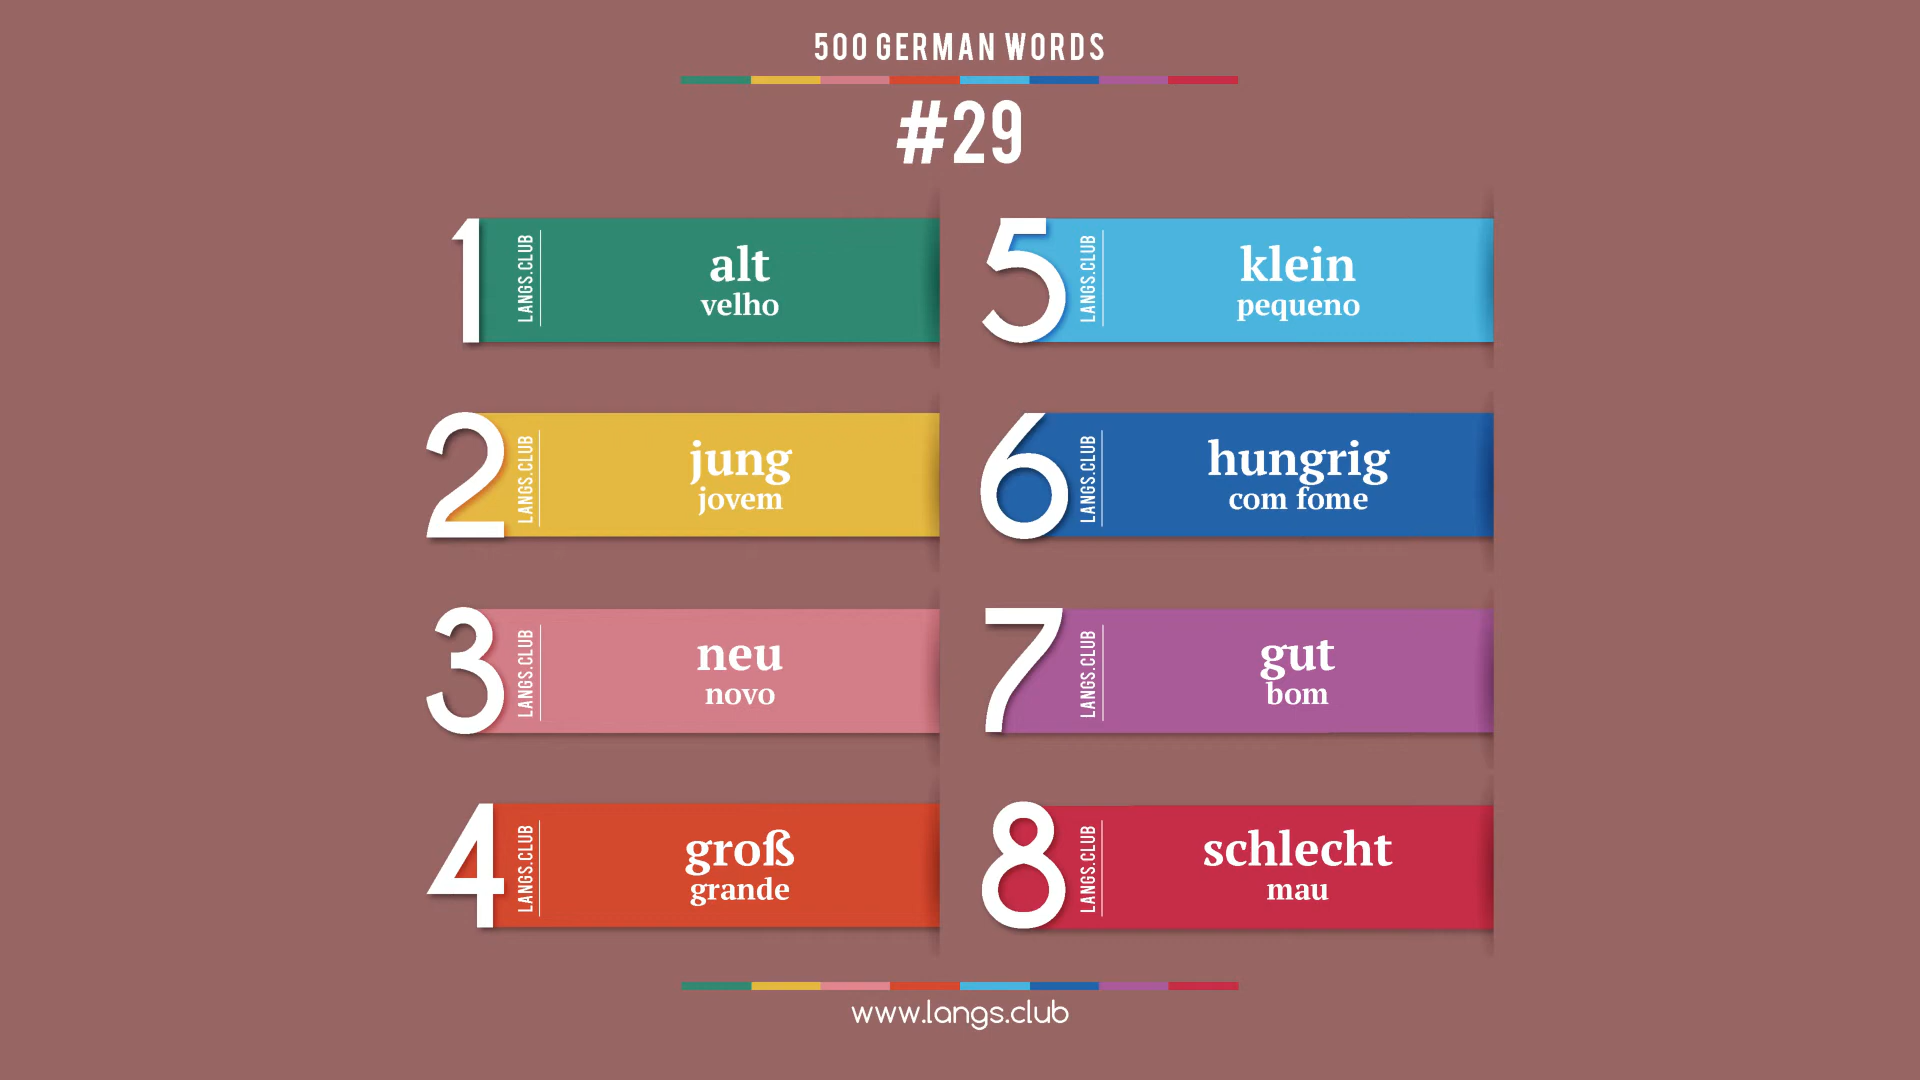 500 GERMAN WORDS
#29
1
LANGS.CLUB
alt
velho
2
LANGS.CLUB
jung
jovem
3
LANGS.CLUB
neu
novo
4
LANGS.CLUB
groß
grande
5
LANGS.CLUB
klein
pequeno
6
LANGS.CLUB
hungrig
com fome
7
LANGS.CLUB
gut
bom
8
LANGS.CLUB
schlecht
mau
www.langs.club